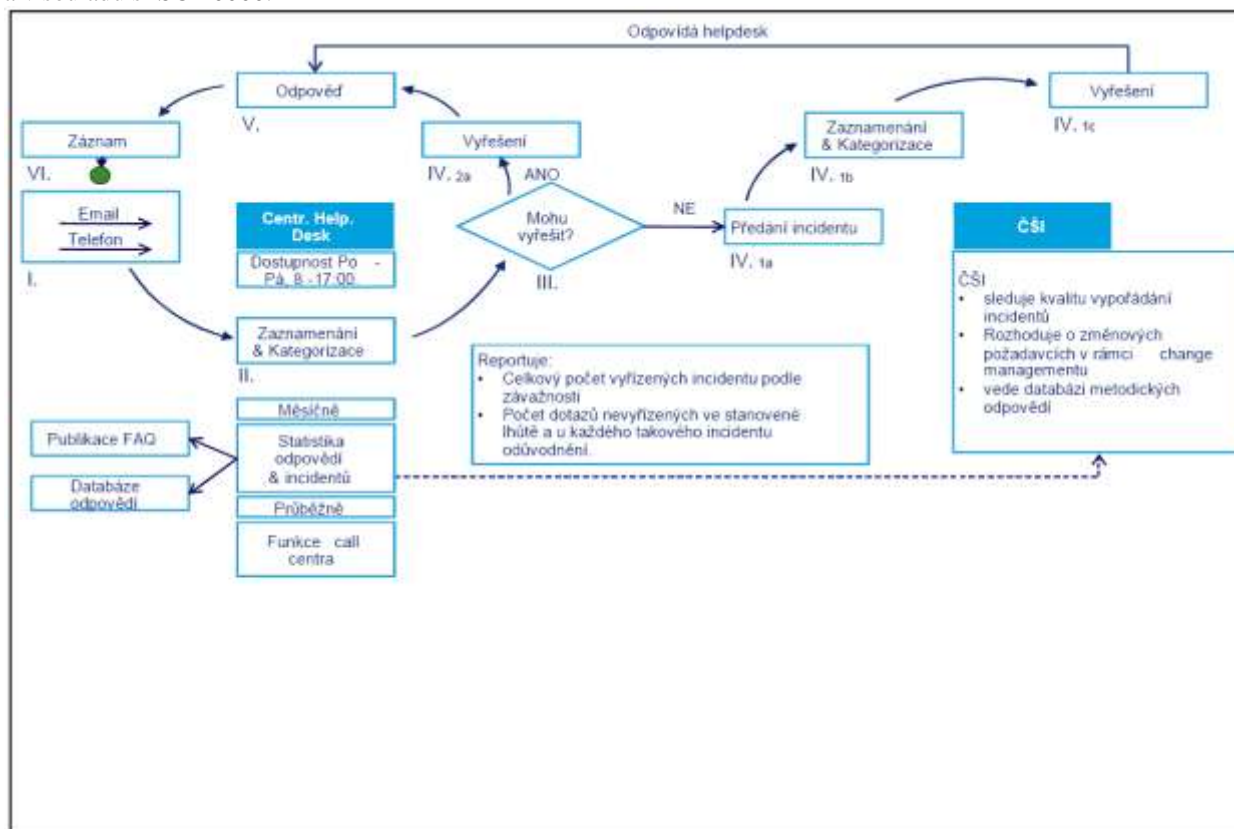 Odpovídá helpdesk
Odpověď
V.
Vyřešení
IV. 1c
Záznam
VI.
Vyřešení
IV. 2a
ANO
Zaznamenání
& Kategorizace
IV. 1b
Email
Telefon
I.
Centr. Help.
Desk
Dostupnost Po -
Pá, 8 - 17:00
Mohu
vyřešit?
III.
NE
Předání incidentu
IV. 1a
ČŠI
Zaznamenání
& Kategorizace
II.
ČŠI
• sleduje kvalitu vypořádání
incidentů
• Rozhoduje o změnových
požadavcích v rámci change
managementu
• vede databázi metodických
odpovědí
Reportuje:
• Celkový počet vyřízených incidentu podle
závažnosti
• Počet dotazů nevyřízených ve stanovené
lhůtě a u každého takového incidentu
odůvodnění.
Měsíčně
Publikace FAQ
Statistika
odpovědí
& incidentů
Databáze
odpovědí
Průběžně
Funkce call
centra